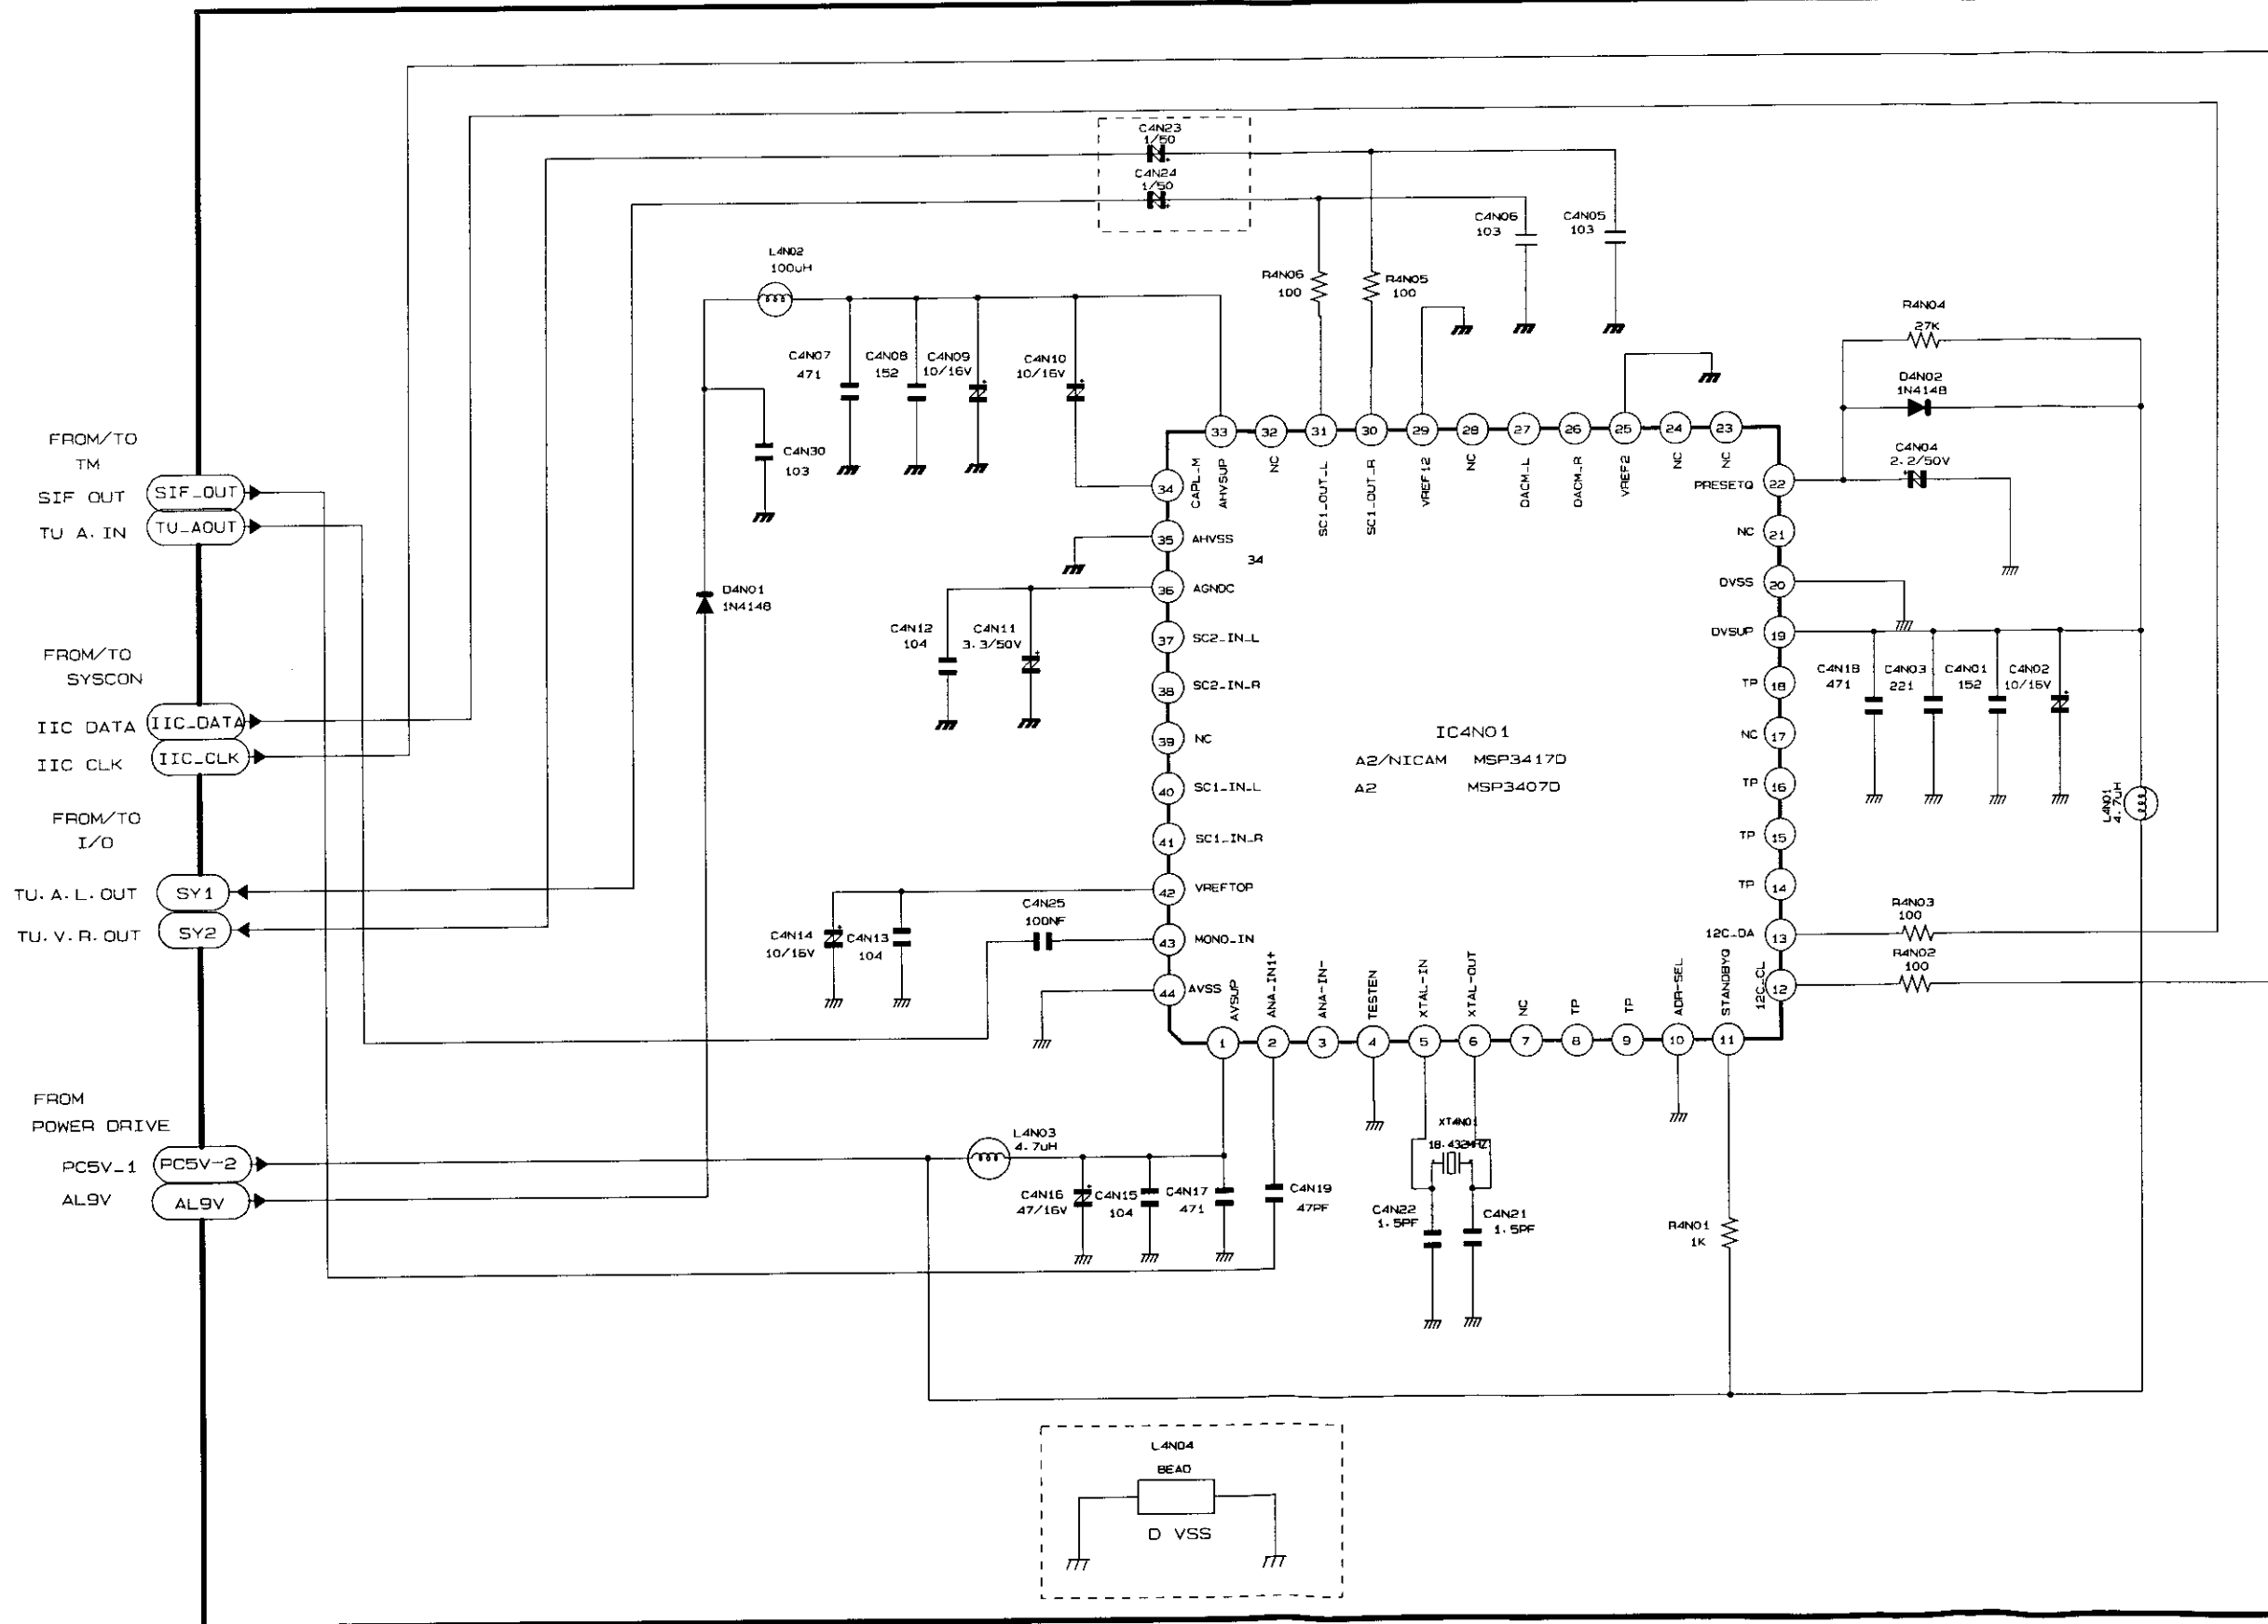 C4N23
1/50
C4N24
1/50
C4N06
103
C4N05
103
L4N02
100uH
R4N06
100
R4N05
100
R4N04
27K
C4N07
471
C4N08
152
C4N09
10/16V
C4N10
10/16V
D4N02
1N4148
C4N30
103
C4N04
2.2/50V
33
32
31
30
29
28
27
26
25
24
23
CAPL_M
AHVSUP
NC
SC1_OUT_L
SC1_OUT_R
VREF12
NC
DACM_L
DACM_R
VREF2
NC
NC
FROM/TO
TM
SIF OUT
SIF_OUT
TU A. IN
TU_AOUT
34
PRESETQ
22
35
AHVSS
34
NC
21
D4N01
1N4148
36
AGNDC
DVSS
20
C4N12
104
C4N11
3.3/50V
37
SC2_IN_L
DVSUP
19
FROM/TO
SYSCON
38
SC2_IN_R
TP
18
C4N18
471
C4N03
221
C4N01
152
C4N02
10/16V
IIC DATA
IIC_DATA
IIC CLK
IIC_CLK
39
NC
IC4N01
A2/NICAM MSP3417D
A2 MSP3407D
NC
17
40
SC1_IN_L
TP
16
L4N01
4.7uH
FROM/TO
I/O
41
SC1_IN_R
TP
15
TU. A. L. OUT
SY1
42
VREFTOP
TP
14
TU. V. R. OUT
SY2
C4N25
100NF
C4N14
10/16V
C4N13
104
43
MONO_IN
12C_DA
13
R4N03
100
R4N02
100
44
AVSS
12C_CL
12
AVSUP
ANA_IN1+
ANA-IN-
TESTEN
XTAL-IN
XTAL-OUT
NC
TP
TP
ADR-SEL
STANDBYQ
1
2
3
4
5
6
7
8
9
10
11
FROM
POWER DRIVE
PC5V_1
PC5V-2
AL9V
AL9V
L4N03
4.7uH
XT4N01
18.432MHZ
C4N16
47/16V
C4N15
104
C4N17
471
C4N19
47PF
C4N22
1.5PF
C4N21
1.5PF
R4N01
1K
L4N04
BEAD
D VSS